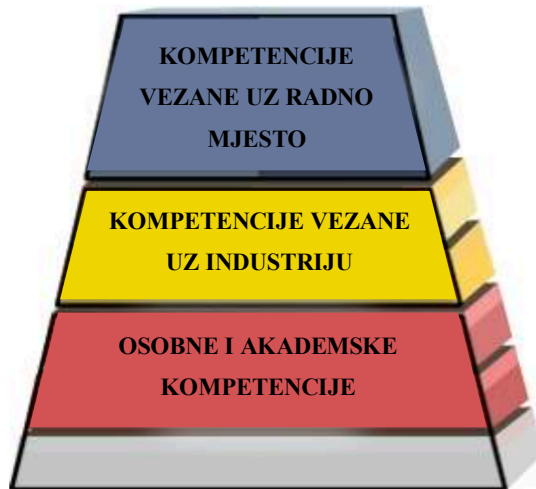 KOMPETENCIJE
VEZANE UZ RADNO
MJESTO
KOMPETENCIJE VEZANE
UZ INDUSTRIJU
OSOBNE I AKADEMSKE
KOMPETENCIJE